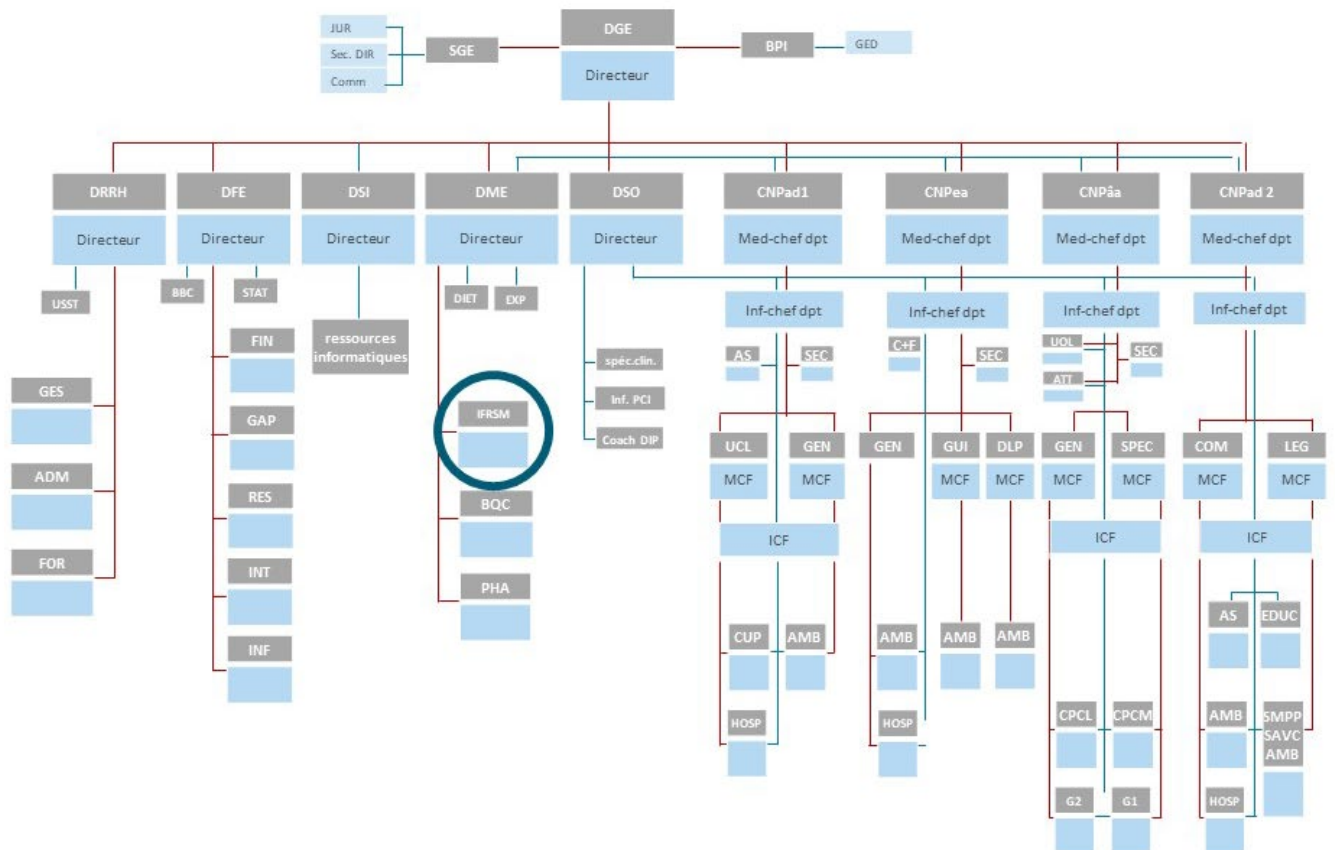 JUR
Sec. DIR
Comm
SGE
DGE
Directeur
BPI
GED
DRRH
Directeur
DFE
Directeur
DSI
Directeur
DME
Directeur
DSO
Directeur
CNPad1
Med-chef dpt
CNPea
Med-chef dpt
CNPâa
Med-chef dpt
CNPad 2
Med-chef dpt
USST
BBC
STAT
DIET
EXP
Inf-chef dpt
Inf-chef dpt
Inf-chef dpt
Inf-chef dpt
ressources
informatiques
FIN
GAP
RES
INT
INF
GES
ADM
FOR
IFRSM
BQC
PHA
spéc.clin.
Inf. PCI
Coach DIP
AS
SEC
C+F
SEC
UOL
ATT
SEC
UCL
MCF
GEN
MCF
GEN
GUI
MCF
DLP
MCF
GEN
MCF
SPEC
MCF
COM
MCF
LEG
MCF
ICF
ICF
ICF
CUP
AMB
HOSP
AMB
AMB
AMB
HOSP
CPCL
CPCM
G2
G1
AS
EDUC
AMB
SMPP
SAVC
AMB
HOSP